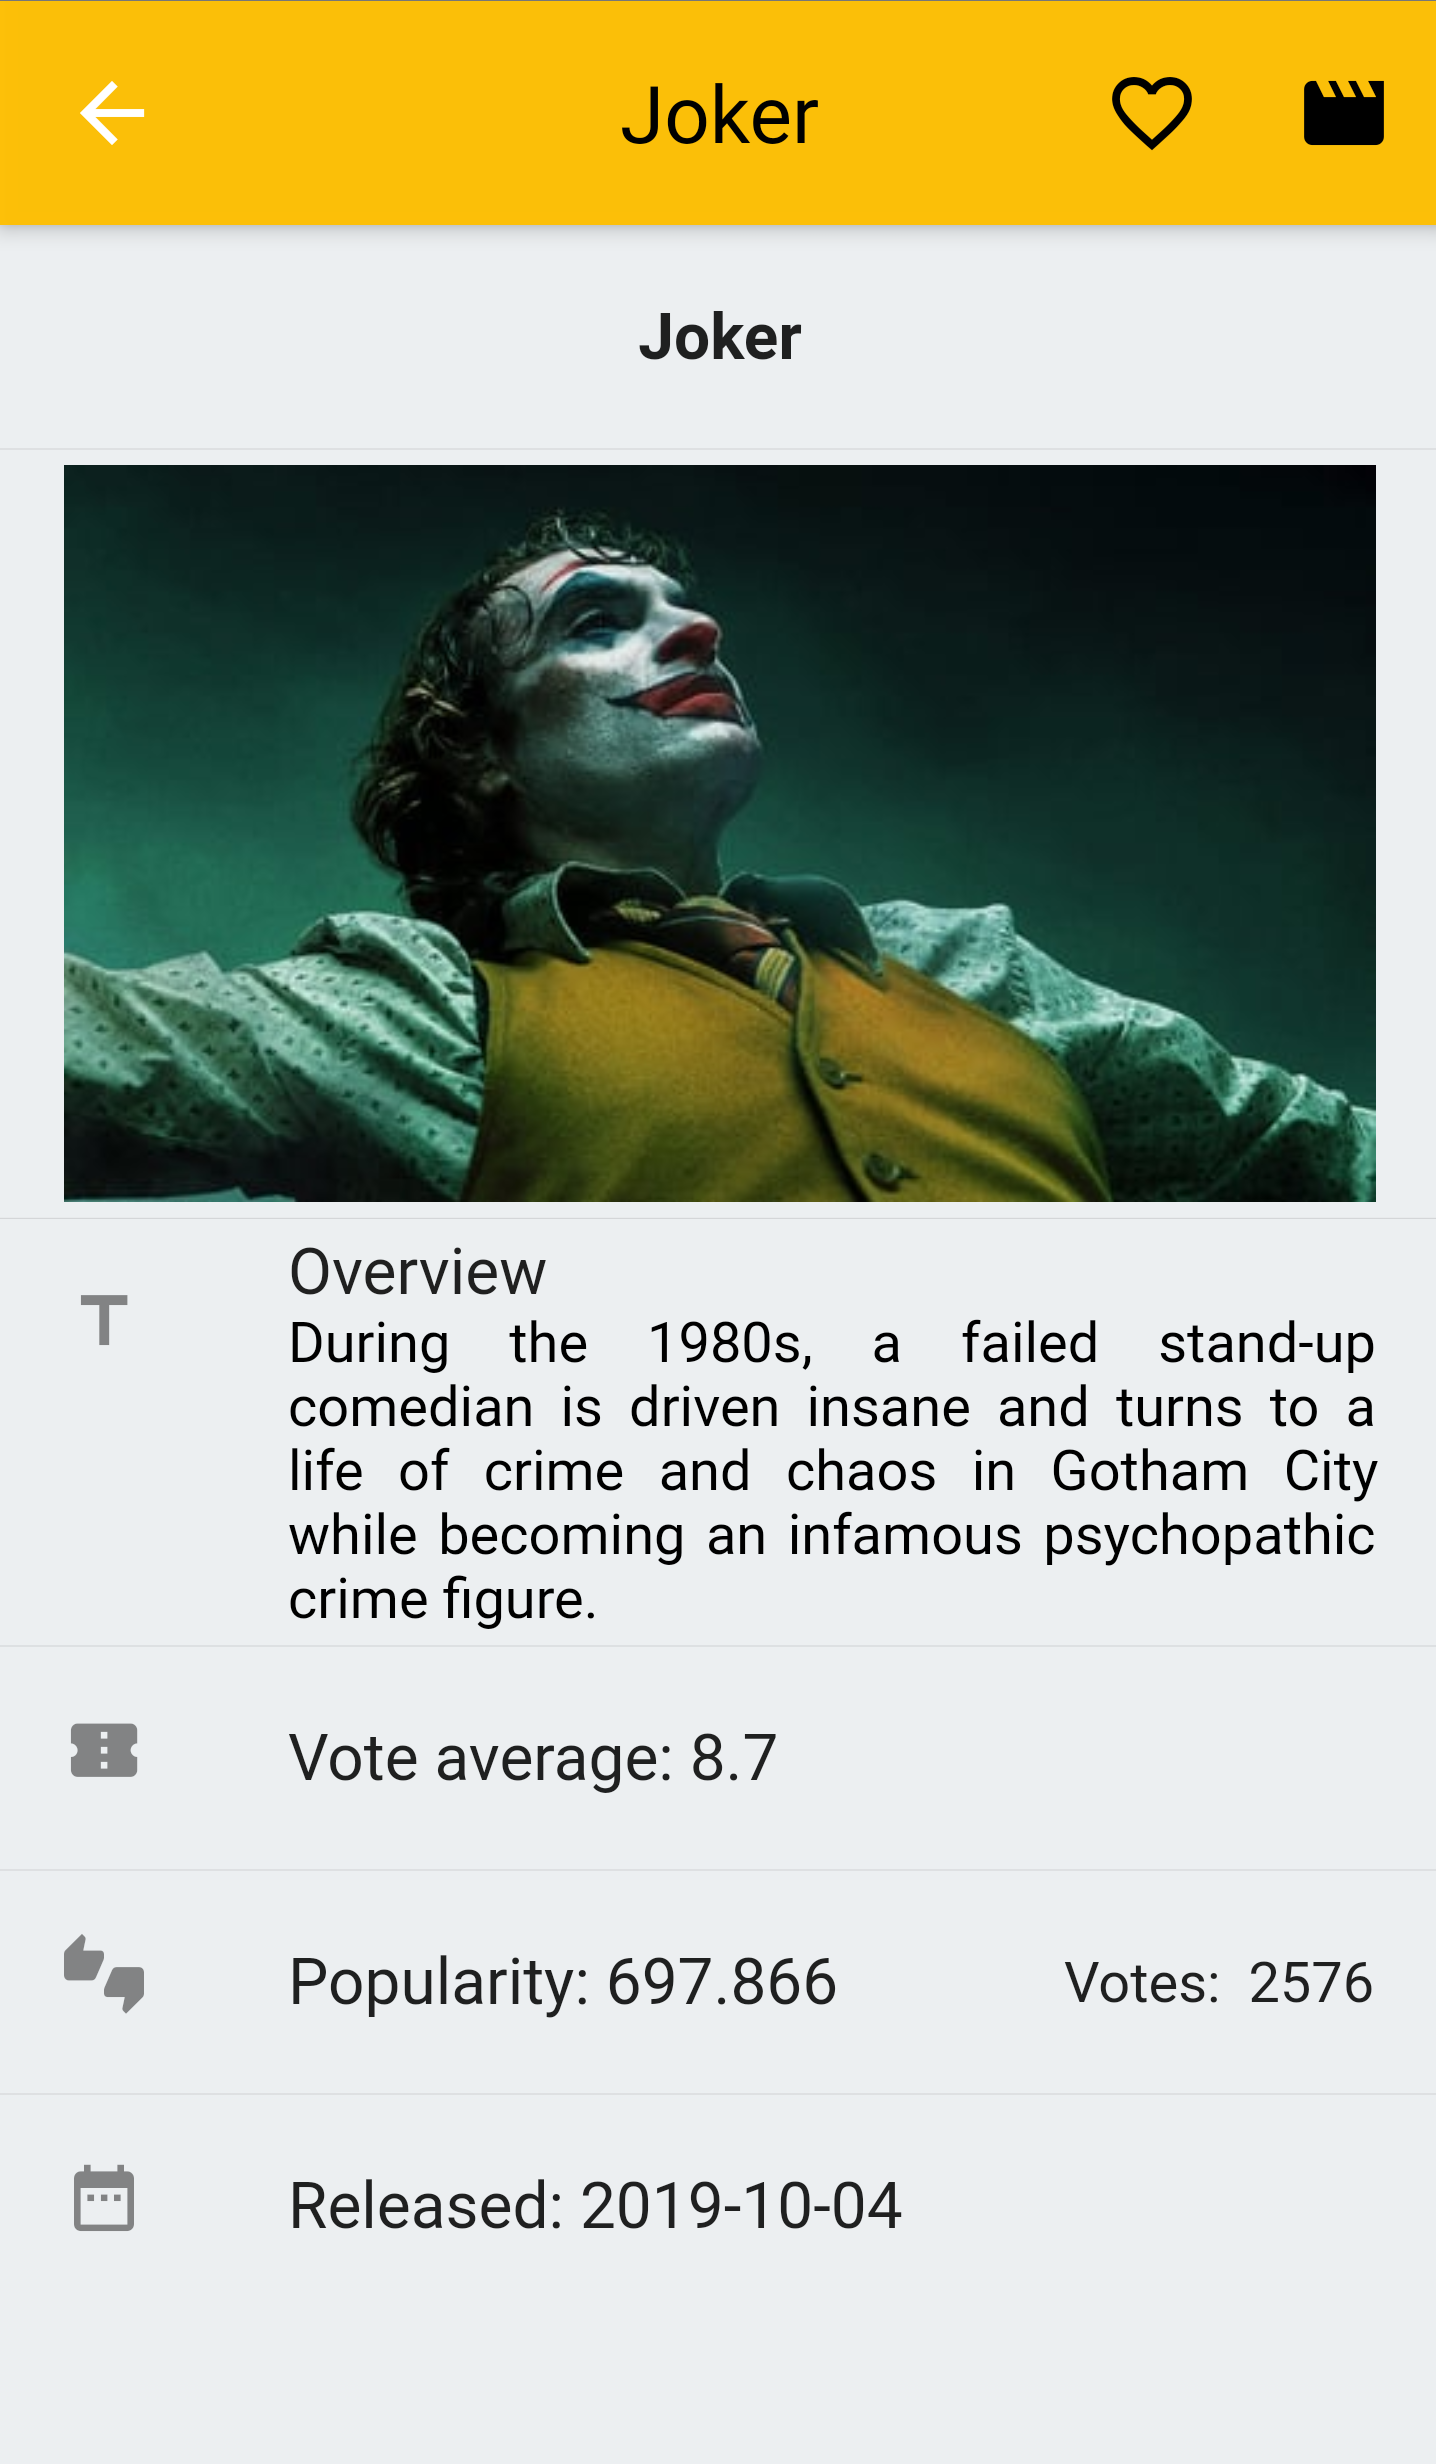 Joker
Joker
Overview
During the 1980s, a failed stand-up
comedian is driven insane and turns to a
life of crime and chaos in Gotham City
while becoming an infamous psychopathic
crime figure.
Vote average: 8.7
Popularity: 697.866 Votes: 2576
Released: 2019-10-04